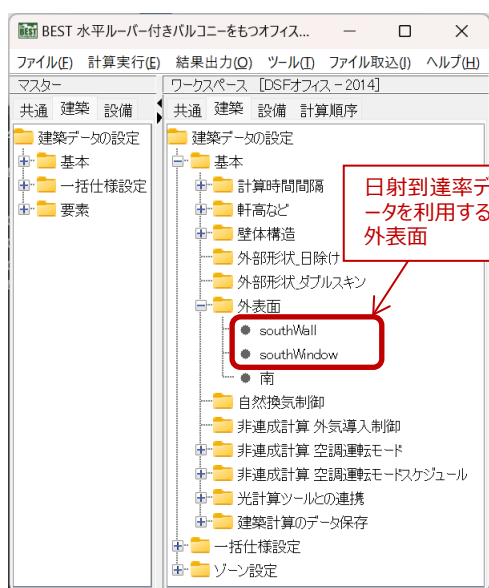 BEST 水平ルーバー付きバルコニーをもつオフィス...
ファイル(F) 計算実行(E) 結果出力(O) ツール(T) ファイル取込(I) ヘルプ(H)
マスター
共通 建築 設備
建築データの設定
基本
一括仕様設定
要素
ワークスペース [DSFオフィス - 2014]
共通 建築 設備 計算順序
建築データの設定
基本
計算時間間隔
軒高など
壁体構造
外部形状_日除け
外部形状_ダブルスキン
外表面
southWall
southWindow
南
自然換気制御
非連成計算 外気導入制御
非連成計算 空調運転モード
非連成計算 空調運転モードスケジュール
光計算ツールとの連携
建築計算のデータ保存
一括仕様設定
ゾーン設定
日射到達率デ
ータを利用する
外表面